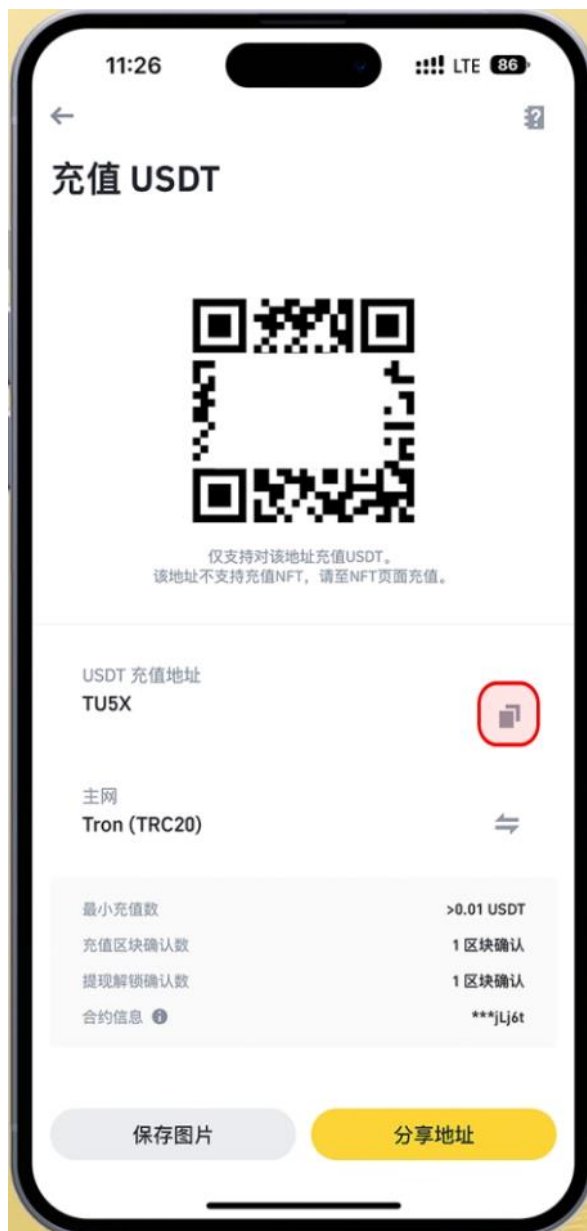 11:26
LTE 86
充值 USDT
仅支持对该地址充值USDT。
该地址不支持充值NFT，请至NFT页面充值。
USDT 充值地址
TU5X
主网
Tron (TRC20)
最小充值数 >0.01 USDT
充值区块确认数 1 区块确认
提现解锁确认数 1 区块确认
合约信息 ***jLj6t
保存图片 分享地址